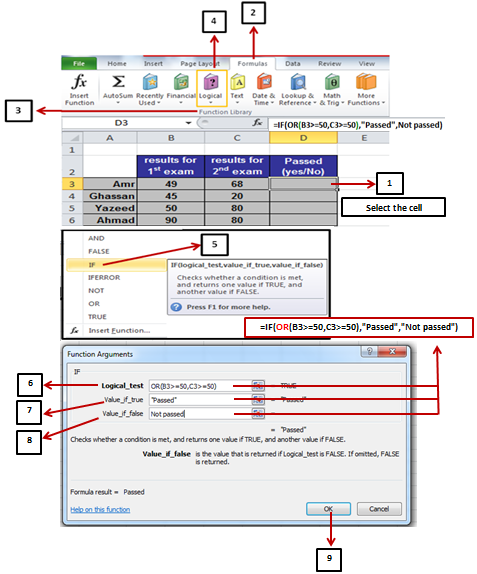 4
2
File Home Insert Page Layout Formulas Data Review View
fx Σ ? A
Insert Function AutoSum Recently Used Financial Logical Text Date & Time Lookup & Reference Math & Trig More Functions
3
Function Library
D3 fx =IF(OR(B3>=50,C3>=50),"Passed",Not passed)
A B C D E
1
2 results for 1st exam results for 2nd exam Passed (yes/No)
3 Amr 49 68
1
4 Ghassan 45 20
Select the cell
5 Yazeed 50 80
6 Ahmad 90 80
AND
5
FALSE
IF
IF(logical_test,value_if_true,value_if_false)
IFERROR
Checks whether a condition is met,
NOT
and returns one value if TRUE, and
OR
another value if FALSE.
TRUE
? Press F1 for more help.
fx Insert Function...
=IF(OR(B3>=50,C3>=50),"Passed","Not passed")
Function Arguments ?
IF
6
Logical_test OR(B3>=50,C3>=50) = TRUE
7
Value_if_true "Passed" = "Passed"
8
Value_if_false Not passed =
= "Passed"
Checks whether a condition is met, and returns one value if TRUE, and another value if FALSE.
Value_if_false is the value that is returned if Logical_test is FALSE. If omitted, FALSE
is returned.
Formula result = Passed
Help on this function OK Cancel
9